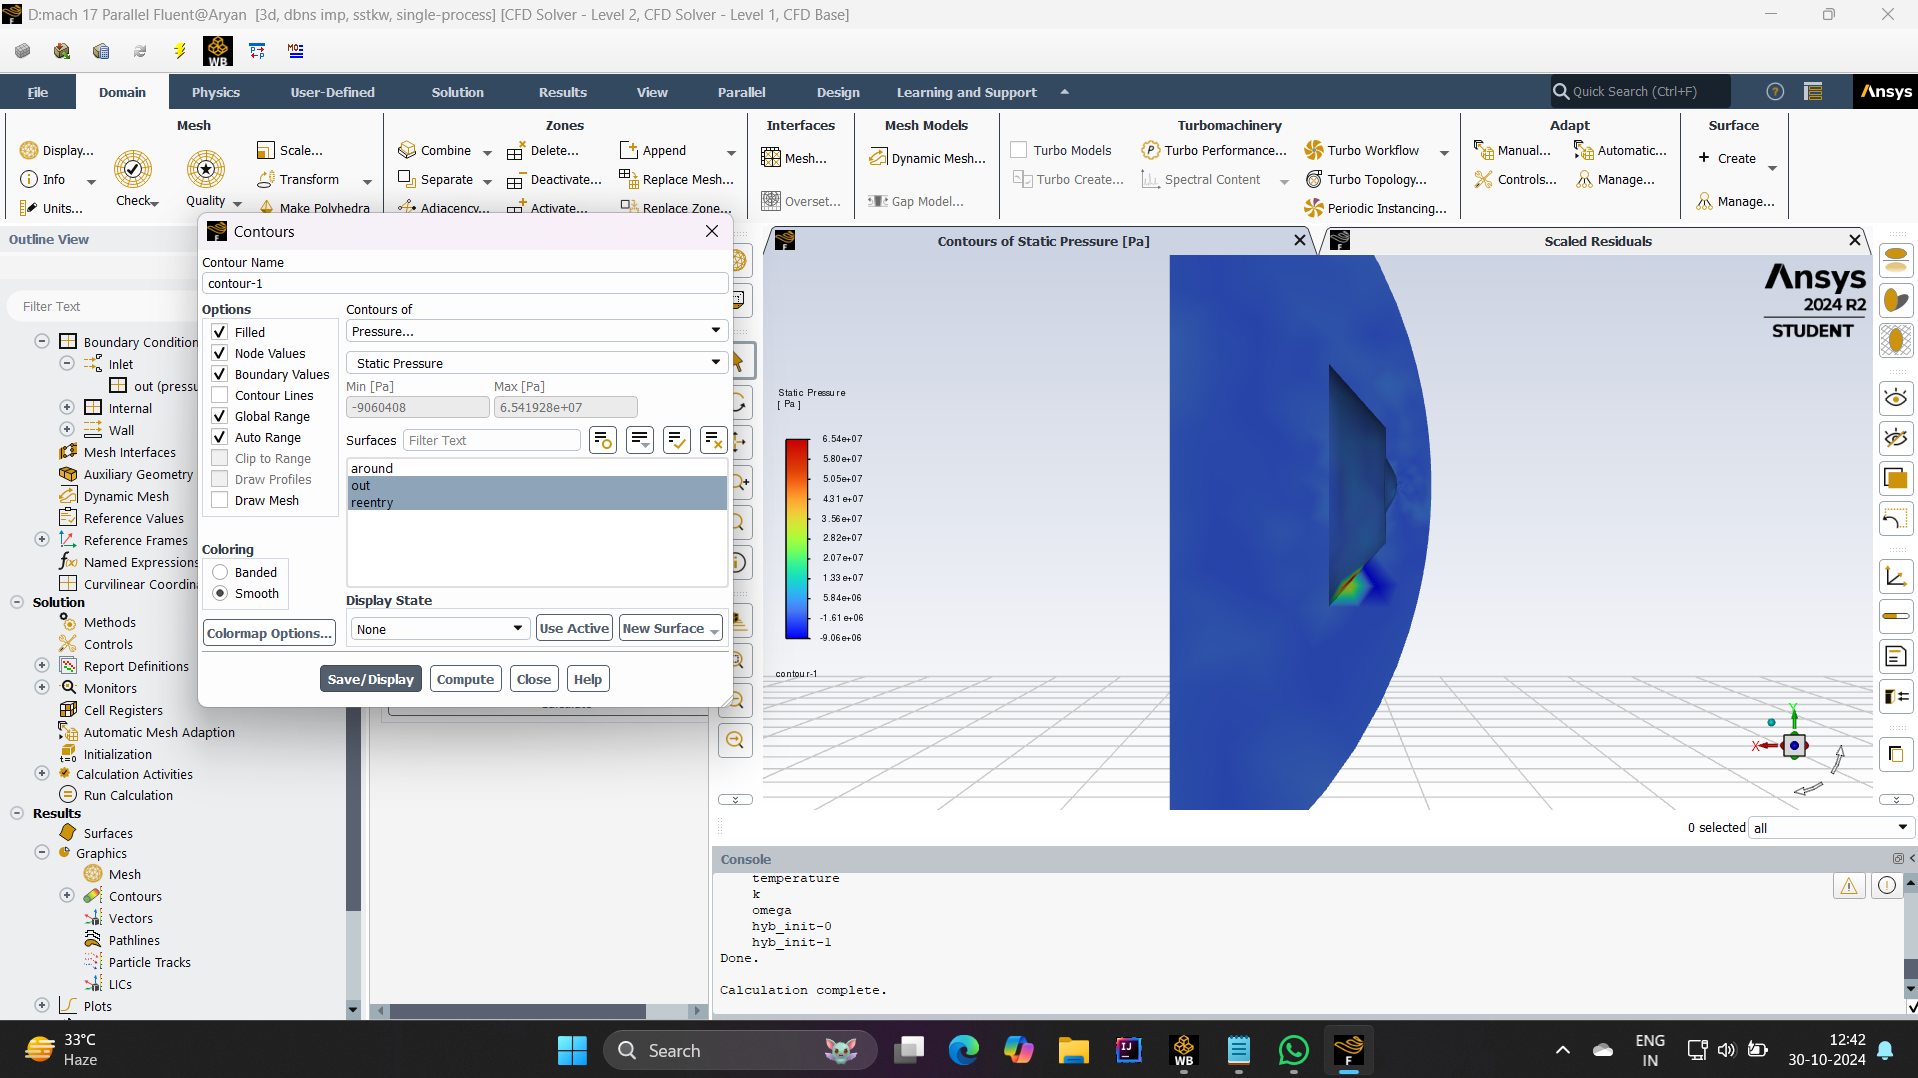 D:mach 17 Parallel Fluent@Aryan [3d, dbns imp, sstkw, single-process] [CFD Solver - Level 2, CFD Solver - Level 1, CFD Base]
WB
File
Domain
Physics
User-Defined
Solution
Results
View
Parallel
Design
Learning and Support
Quick Search (Ctrl+F)
Ansys
Mesh
Display...
Info
Units...
Check
Quality
Scale...
Transform
Make Polyhedra
Zones
Combine
Separate
Adjacency...
Delete...
Deactivate...
Activate...
Append
Replace Mesh...
Replace Zone...
Interfaces
Mesh...
Overset...
Mesh Models
Dynamic Mesh...
Gap Model...
Turbomachinery
Turbo Models
Turbo Create...
Turbo Performance...
Spectral Content
Turbo Workflow
Turbo Topology...
Periodic Instancing...
Adapt
Manual...
Controls...
Automatic...
Manage...
Surface
Create
Manage...
Outline View
Filter Text
Boundary Condition
Inlet
out (pressu
Internal
Wall
Mesh Interfaces
Auxiliary Geometry
Dynamic Mesh
Reference Values
Reference Frames
Named Expressions
Curvilinear Coordina
Solution
Methods
Controls
Report Definitions
Monitors
Cell Registers
Automatic Mesh Adaption
Initialization
Calculation Activities
Run Calculation
Results
Surfaces
Graphics
Mesh
Contours
Vectors
Pathlines
Particle Tracks
LICs
Plots
Contours
Contour Name
contour-1
Options
Filled
Node Values
Boundary Values
Contour Lines
Global Range
Auto Range
Clip to Range
Draw Profiles
Draw Mesh
Coloring
Banded
Smooth
Colormap Options...
Contours of
Pressure...
Static Pressure
Min [Pa]
Max [Pa]
-9060408
6.541928e+07
Surfaces
Filter Text
around
out
reentry
Display State
None
Use Active
New Surface
Save/Display
Compute
Close
Help
Contours of Static Pressure [Pa]
Scaled Residuals
Ansys
2024 R2
STUDENT
Static Pressure
[ Pa ]
6.54e+07
5.80e+07
5.05e+07
4.31e+07
3.56e+07
2.82e+07
2.07e+07
1.33e+07
5.84e+06
-1.61e+06
-9.06e+06
contour-1
Y
X
0 selected
all
Console
temperature
k
omega
hyb_init-0
hyb_init-1
Done.
Calculation complete.
33°C
Haze
Search
WB
ENG
IN
12:42
30-10-2024